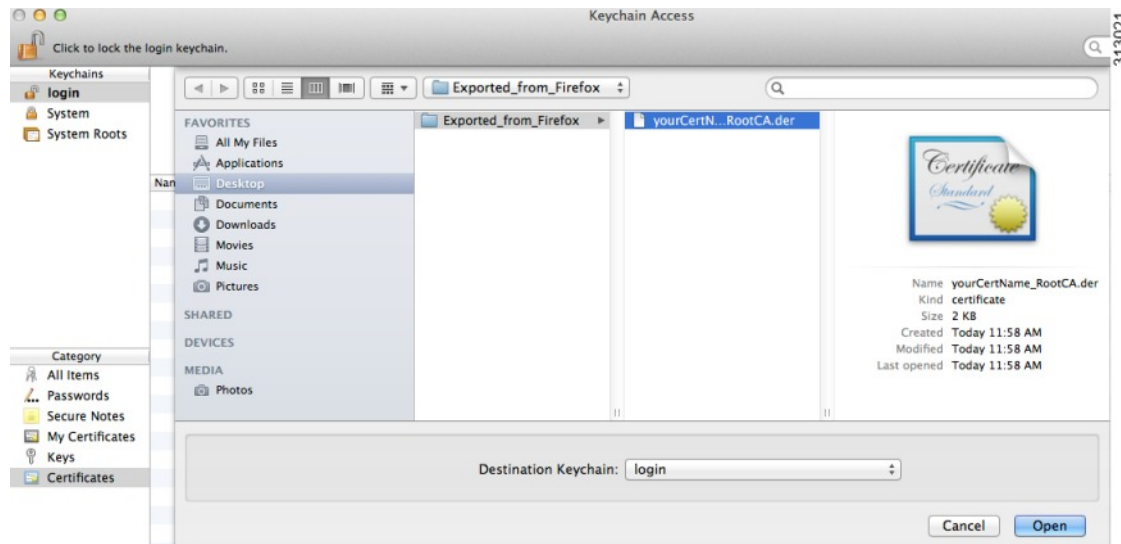 Keychain Access
Click to lock the login keychain.
313021
Keychains
login
System
System Roots
Category
All Items
Passwords
Secure Notes
My Certificates
Keys
Certificates
Nan
Exported_from_Firefox
FAVORITES
All My Files
Applications
Desktop
Documents
Downloads
Movies
Music
Pictures
SHARED
DEVICES
MEDIA
Photos
Exported_from_Firefox
yourCertN...RootCA.der
Certificate
Standard
Name yourCertName_RootCA.der
Kind certificate
Size 2 KB
Created Today 11:58 AM
Modified Today 11:58 AM
Last opened Today 11:58 AM
Destination Keychain: login
Cancel Open